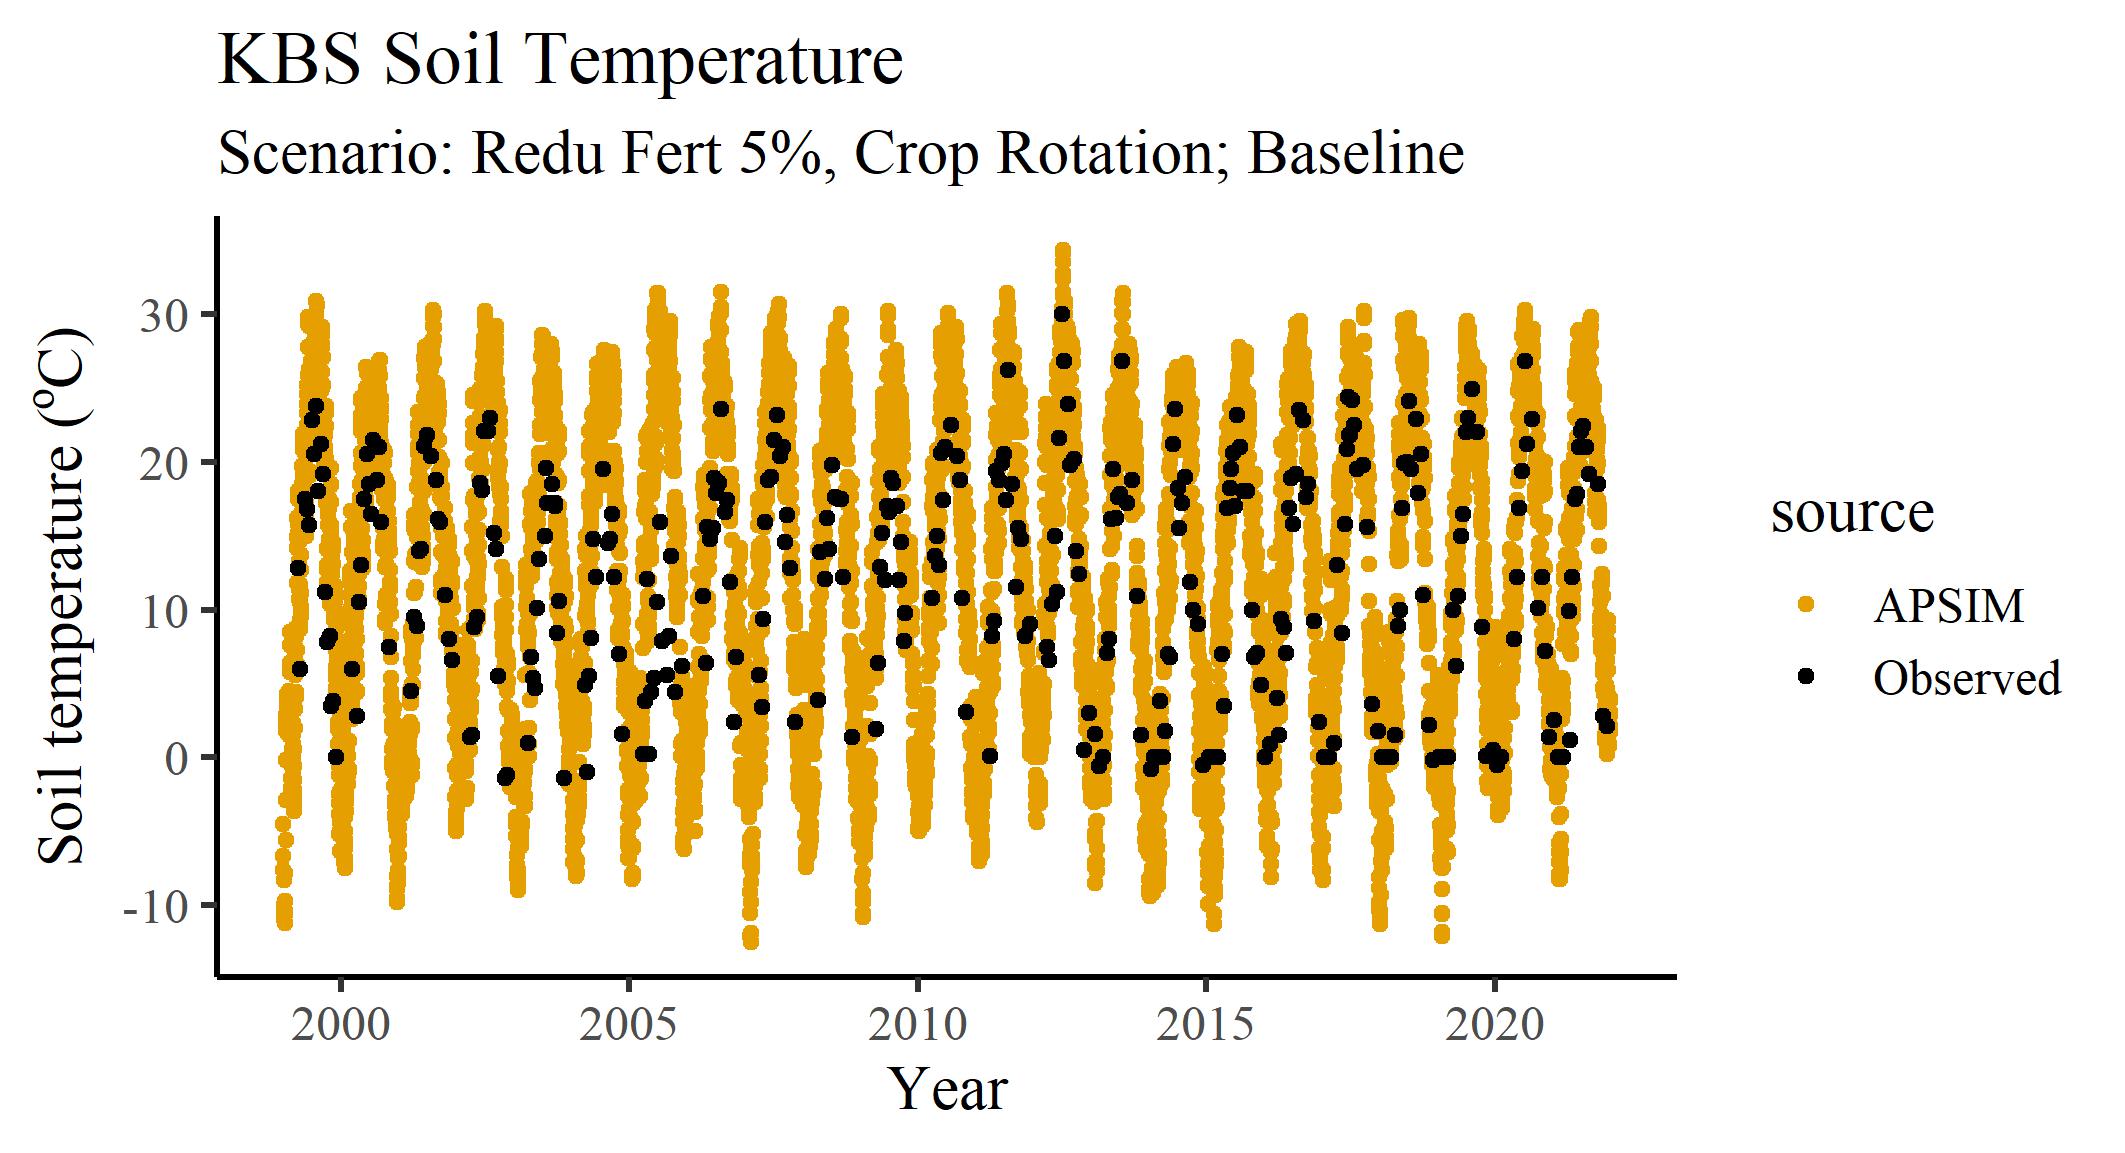 KBS Soil Temperature
Scenario: Redu Fert 5%, Crop Rotation; Baseline
Soil temperature (ºC)
30
20
10
0
-10
2000 2005 2010 2015 2020
Year
source
APSIM
Observed